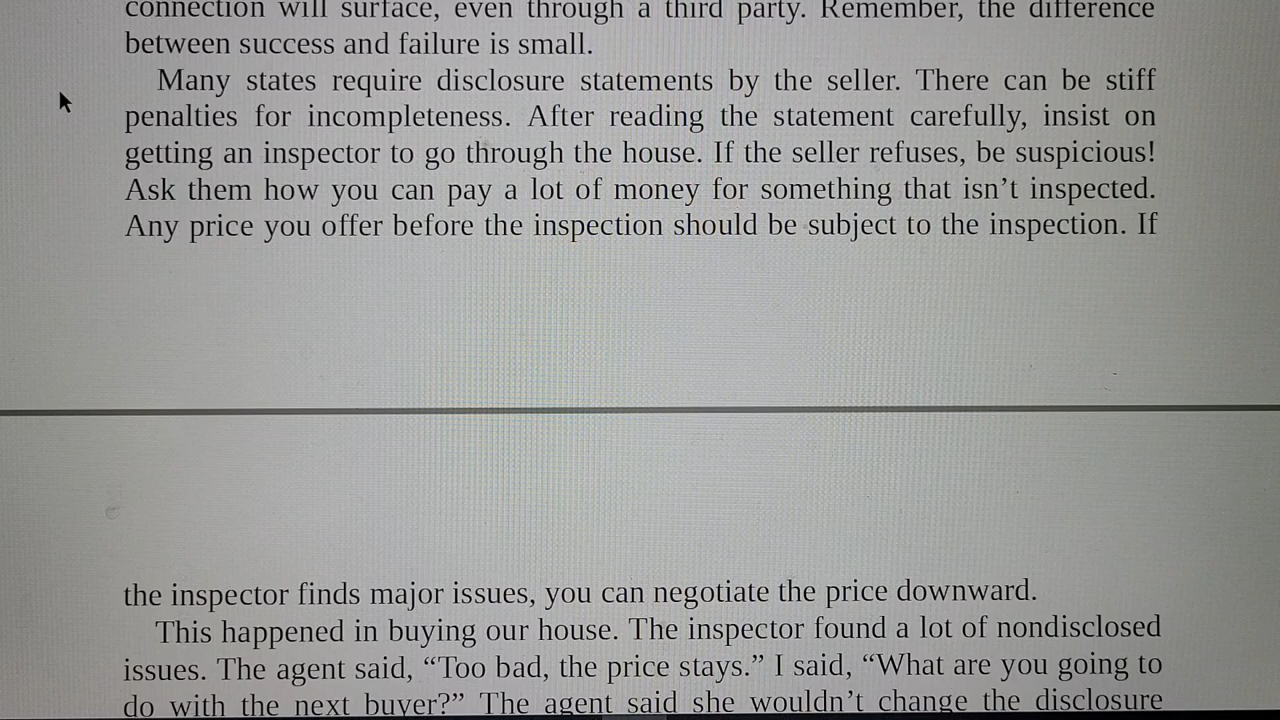 connection will surface, even through a third party. Remember, the difference
between success and failure is small.
Many states require disclosure statements by the seller. There can be stiff
penalties for incompleteness. After reading the statement carefully, insist on
getting an inspector to go through the house. If the seller refuses, be suspicious!
Ask them how you can pay a lot of money for something that isn’t inspected.
Any price you offer before the inspection should be subject to the inspection. If
the inspector finds major issues, you can negotiate the price downward.
This happened in buying our house. The inspector found a lot of nondisclosed
issues. The agent said, “Too bad, the price stays.” I said, “What are you going to
do with the next buyer?” The agent said she wouldn’t change the disclosure